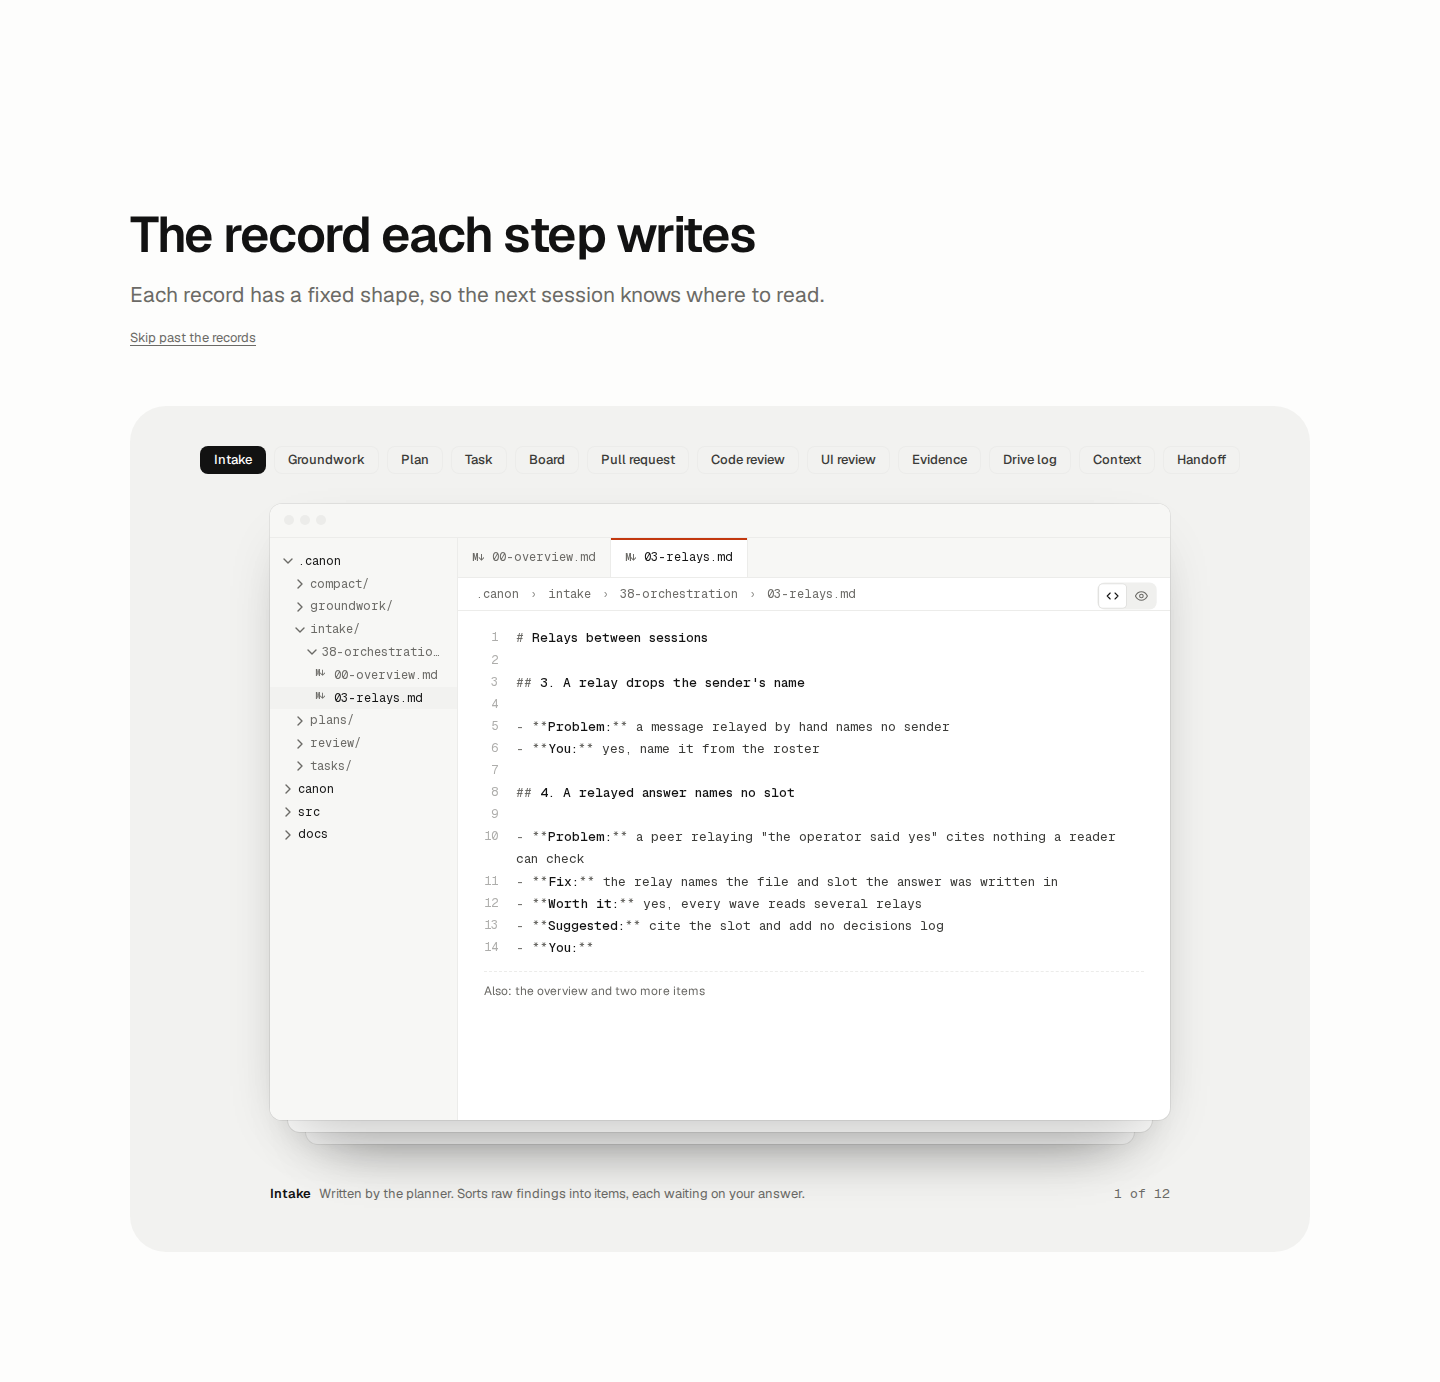 The record each step writes
Each record has a fixed shape, so the next session knows where to read.
Skip past the records
Intake Groundwork Plan Task Board Pull request Code review UI review Evidence Drive log Context Handoff
.canon
compact/
groundwork/
intake/
38-orchestratio…
00-overview.md
03-relays.md
plans/
review/
tasks/
canon
src
docs
M↓ 00-overview.md M↓ 03-relays.md
.canon › intake › 38-orchestration › 03-relays.md
1 # Relays between sessions
2
3 ## 3. A relay drops the sender's name
4
5 - **Problem:** a message relayed by hand names no sender
6 - **You:** yes, name it from the roster
7
8 ## 4. A relayed answer names no slot
9
10 - **Problem:** a peer relaying "the operator said yes" cites nothing a reader
can check
11 - **Fix:** the relay names the file and slot the answer was written in
12 - **Worth it:** yes, every wave reads several relays
13 - **Suggested:** cite the slot and add no decisions log
14 - **You:**
Also: the overview and two more items
Intake Written by the planner. Sorts raw findings into items, each waiting on your answer.
1 of 12